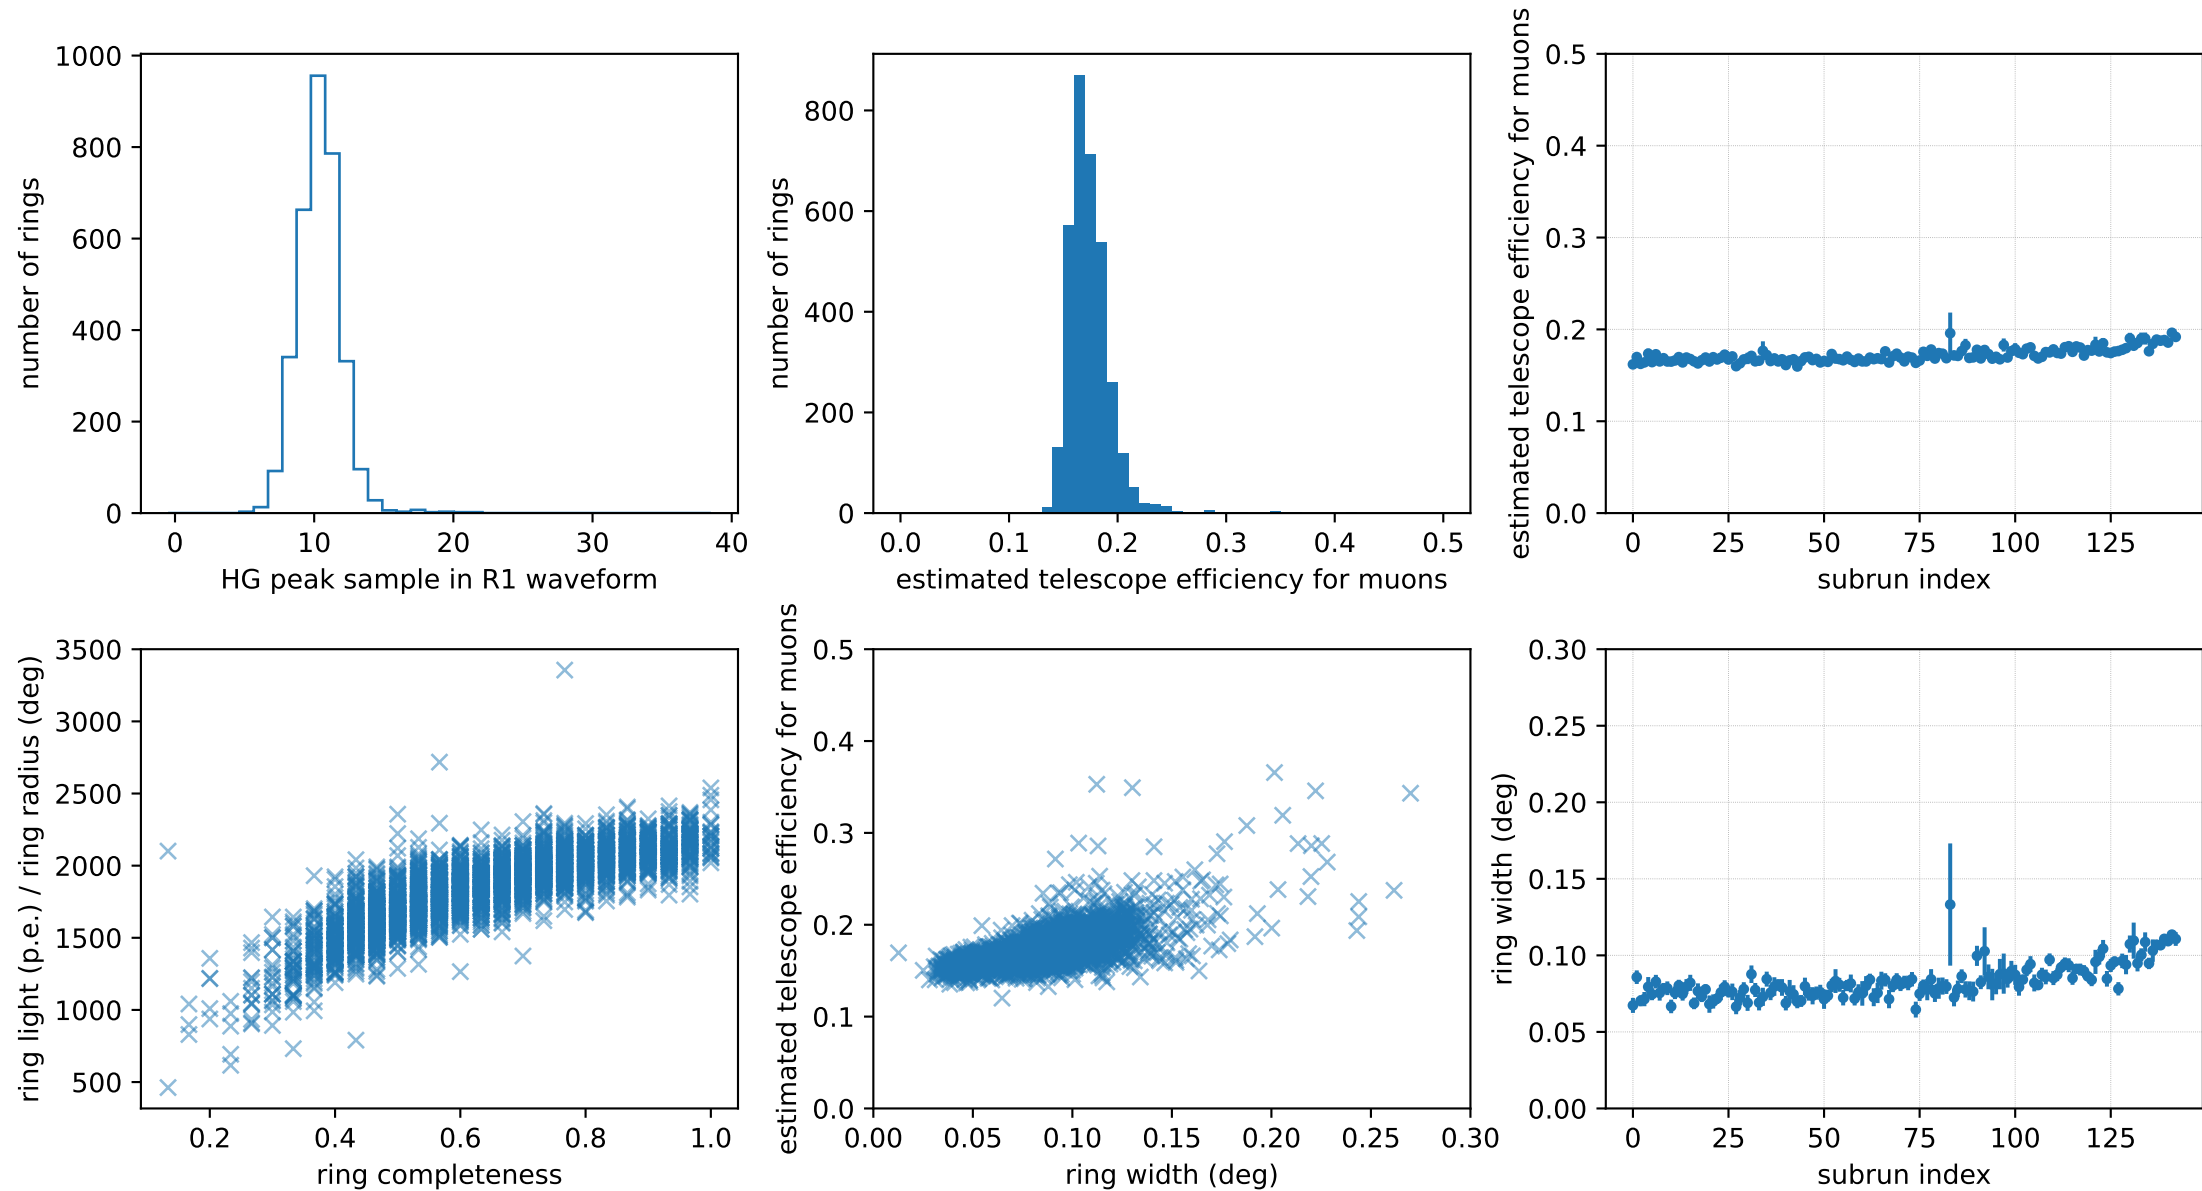 1000
800
600
400
200
0
number of rings
0 10 20 30 40
HG peak sample in R1 waveform
800
600
400
200
0
number of rings
0.0 0.1 0.2 0.3 0.4 0.5
estimated telescope efficiency for muons
0.5
0.4
0.3
0.2
0.1
0.0
estimated telescope efficiency for muons
0 25 50 75 100 125
subrun index
3500
3000
2500
2000
1500
1000
500
ring light (p.e.) / ring radius (deg)
0.2 0.4 0.6 0.8 1.0
ring completeness
0.5
0.4
0.3
0.2
0.1
0.0
estimated telescope efficiency for muons
0.00 0.05 0.10 0.15 0.20 0.25 0.30
ring width (deg)
0.30
0.25
0.20
0.15
0.10
0.05
0.00
ring width (deg)
0 25 50 75 100 125
subrun index